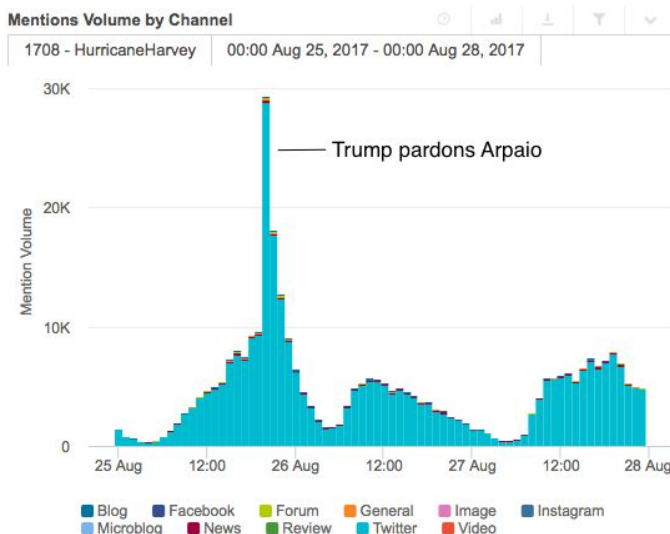 Mentions Volume by Channel
1708 - HurricaneHarvey 00:00 Aug 25, 2017 - 00:00 Aug 28, 2017
30K
Trump pardons Arpaio
20K
Mention Volume
10K
0
25 Aug 12:00 26 Aug 12:00 27 Aug 12:00 28 Aug
Blog Facebook Forum General Image Instagram
Microblog News Review Twitter Video